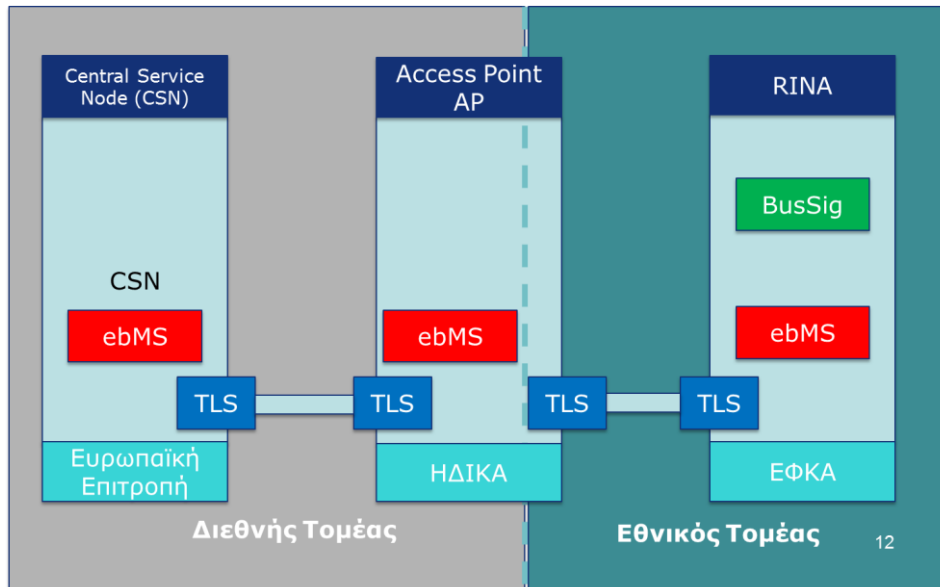 Central Service
Node (CSN)
Access Point
AP
RINA
BusSig
CSN
ebMS
ebMS
ebMS
TLS
TLS
TLS
TLS
Ευρωπαϊκή
Επιτροπή
ΗΔΙΚΑ
ΕΦΚΑ
Διεθνής Τομέας
Εθνικός Τομέας
12